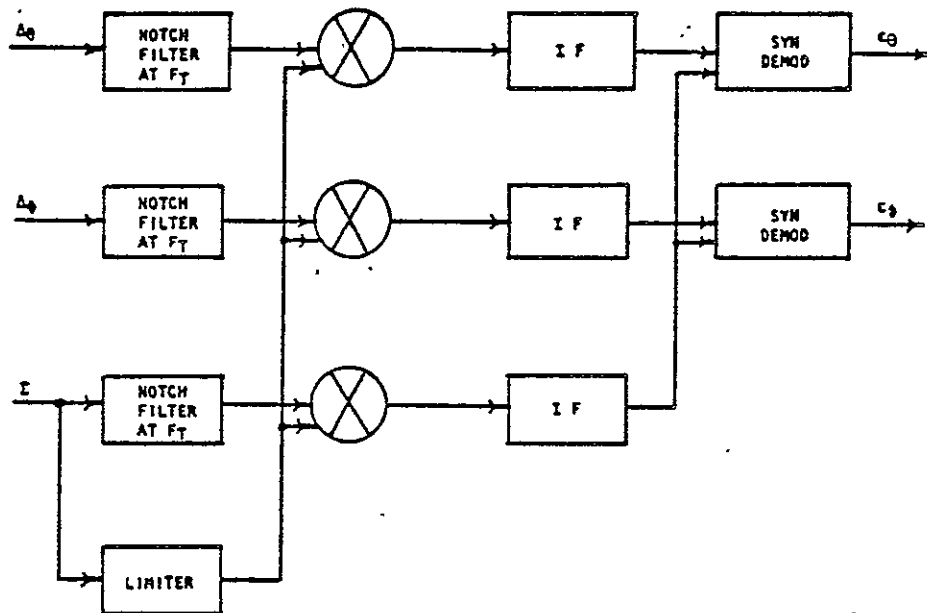 Δθ
NOTCH
FILTER
AT FT
I F
SYN
DEMOD
εθ
Δϕ
NOTCH
FILTER
AT FT
I F
SYN
DEMOD
εϕ
Σ
NOTCH
FILTER
AT FT
I F
LIMITER